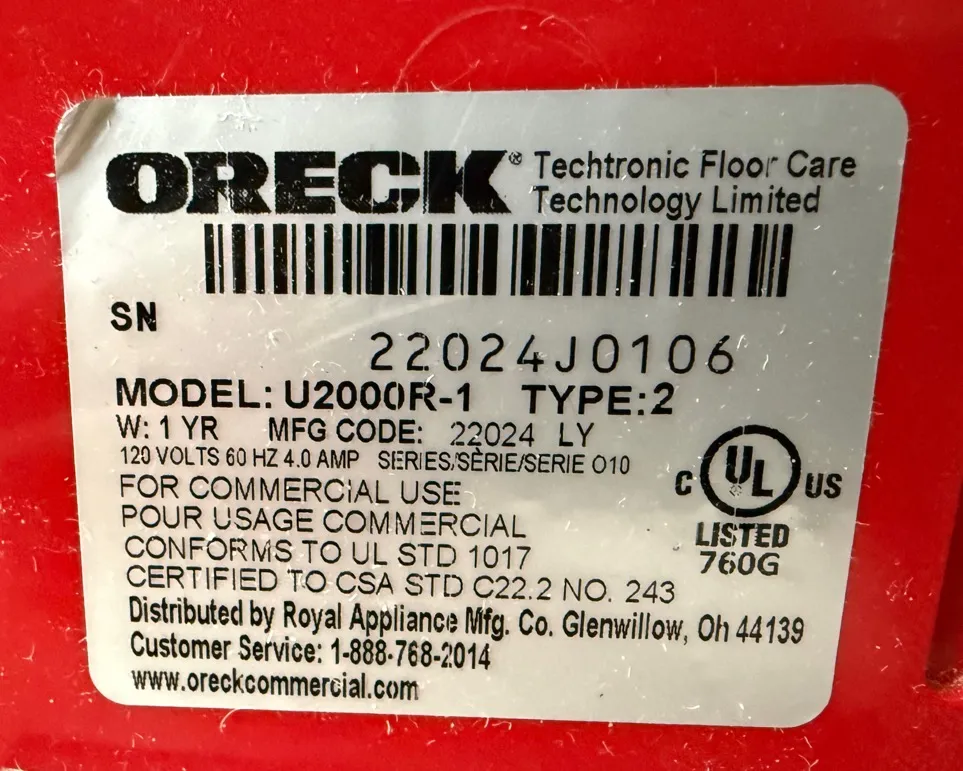 ORECK® Techtronic Floor Care
Technology Limited
SN
22024J0106
MODEL: U2000R-1 TYPE:2
W: 1 YR MFG CODE: 22024 LY
120 VOLTS 60 HZ 4.0 AMP SERIES/SÈRIE/SERIE 010
FOR COMMERCIAL USE
POUR USAGE COMMERCIAL
CONFORMS TO UL STD 1017
CERTIFIED TO CSA STD C22.2 NO. 243
C UL US
LISTED
760G
Distributed by Royal Appliance Mfg. Co. Glenwillow, Oh 44139
Customer Service: 1-888-768-2014
www.oreckcommercial.com